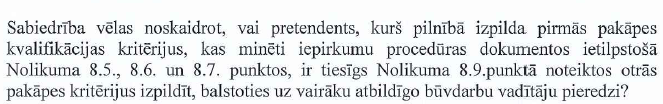 Sabiedrība vēlas noskaidrot, vai pretendents, kurš pilnībā izpilda pirmās pakāpes
kvalifikācijas kritērijus, kas minēti iepirkumu procedūras dokumentos ietilpstošā
Nolikuma 8.5., 8.6. un 8.7. punktos, ir tiesīgs Nolikuma 8.9.punktā noteiktos otrās
pakāpes kritērijus izpildīt, balstoties uz vairāku atbildīgo būvdarbu vadītāju pieredzi?